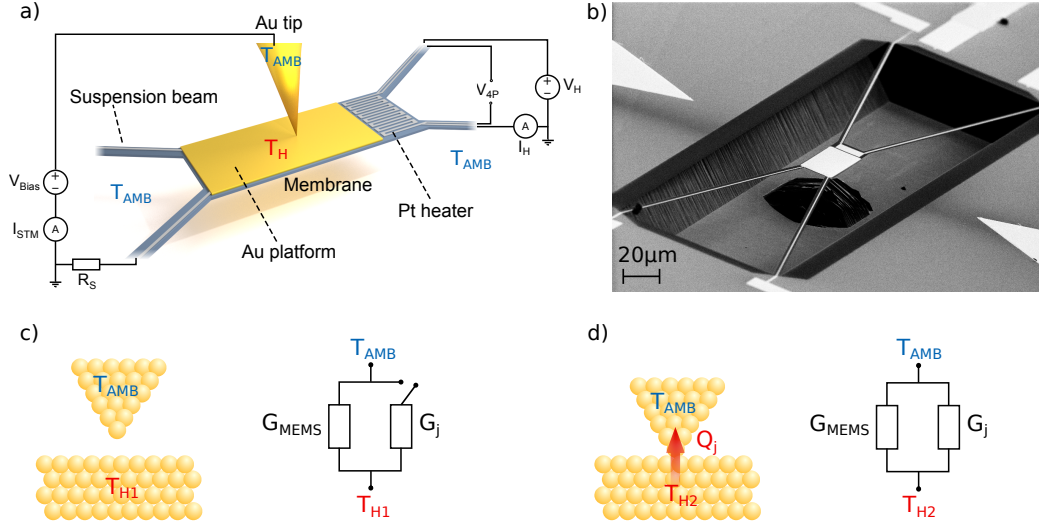 a)
Au tip
T_AMB
Suspension beam
V_4P
V_H
A
I_H
T_H
T_AMB
T_AMB
Membrane
V_Bias
Pt heater
A
I_STM
Au platform
R_S
b)
20µm
c)
T_AMB
T_H1
T_AMB
G_MEMS
G_j
T_H1
d)
T_AMB
Q_j
T_H2
T_AMB
G_MEMS
G_j
T_H2